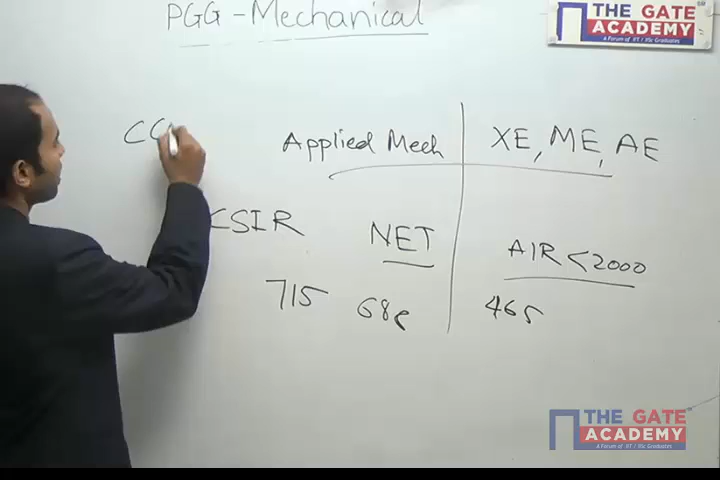 PGG - Mechanical
THE GATE
ACADEMY
A Forum of IIT / IISc Graduates
CC
Applied Mech
XE, ME, AE
CSIR
NET
AIR < 2000
715
465
THE GATE
ACADEMY
A Forum of IIT / IISc Graduates